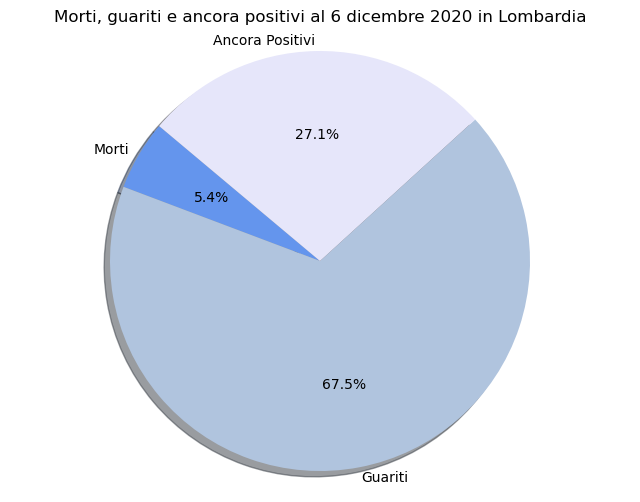 Morti, guariti e ancora positivi al 6 dicembre 2020 in Lombardia
Ancora Positivi
27.1%
Morti
5.4%
67.5%
Guariti